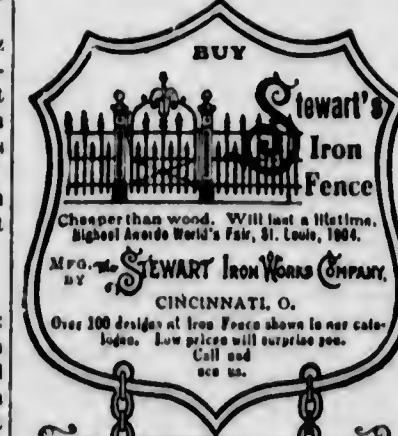 BUY
Stewart's
Iron
Fence
Cheaper than wood. Will last a lifetime.
Highest Awards World's Fair, St. Louis, 1904.
MFG. BY The STEWART IRON WORKS COMPANY,
CINCINNATI, O.
Over 100 designs of Iron Fence shown in our cata-
logue. Low prices will surprise you.
Call and
see us.